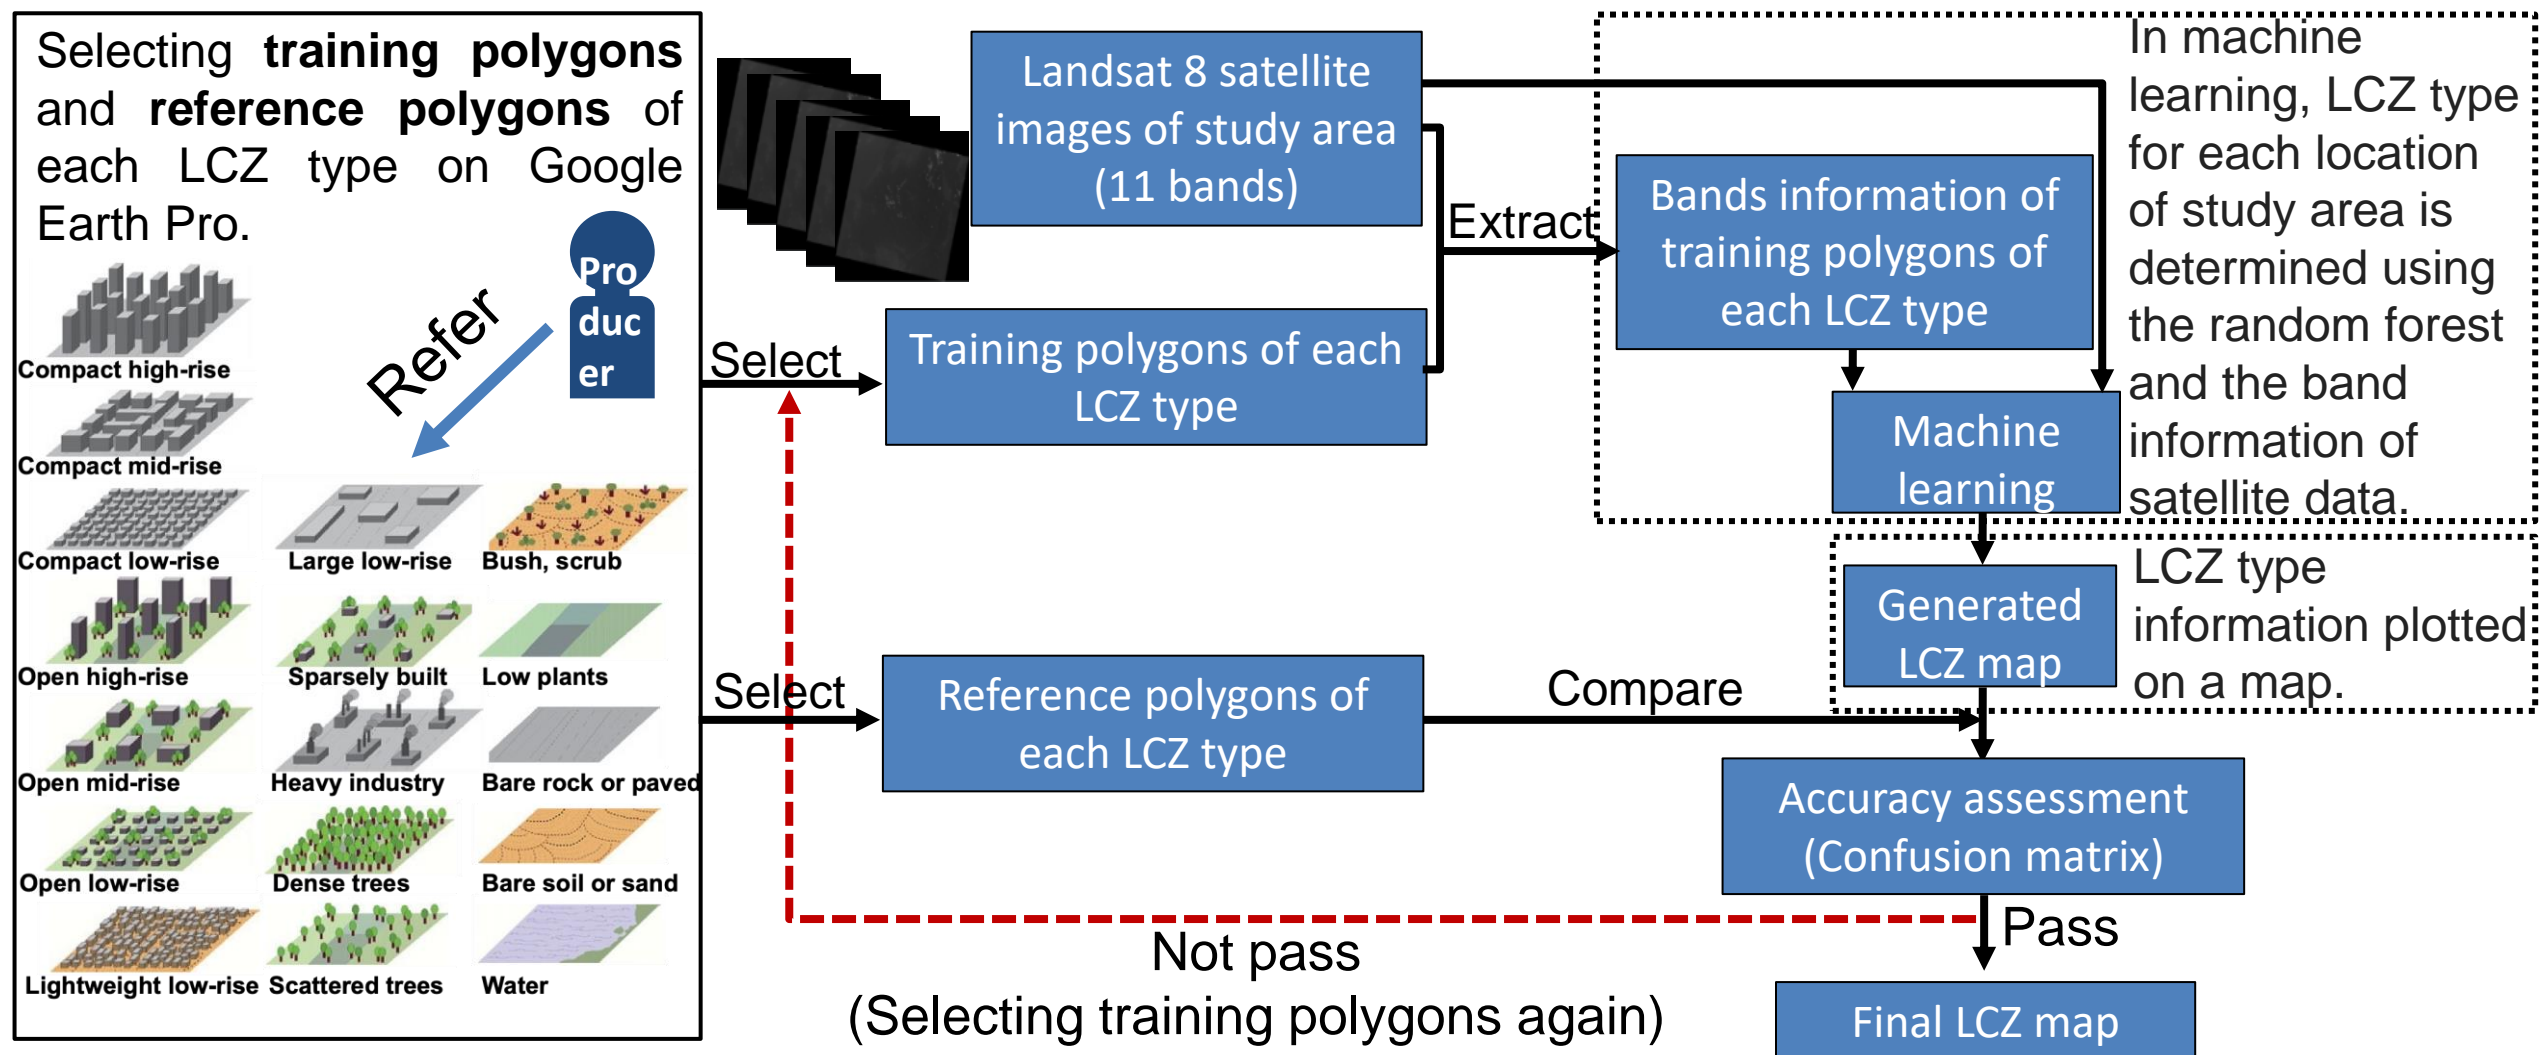 Selecting training polygons
and reference polygons of
each LCZ type on Google
Earth Pro.
Pro
duc
er
Refer
Compact high-rise
Compact mid-rise
Compact low-rise
Large low-rise
Bush, scrub
Open high-rise
Sparsely built
Low plants
Open mid-rise
Heavy industry
Bare rock or paved
Open low-rise
Dense trees
Bare soil or sand
Lightweight low-rise
Scattered trees
Water
Landsat 8 satellite
images of study area
(11 bands)
Select
Training polygons of each
LCZ type
Extract
Bands information of
training polygons of
each LCZ type
Machine
learning
In machine
learning, LCZ type
for each location
of study area is
determined using
the random forest
and the band
information of
satellite data.
Generated
LCZ map
LCZ type
information plotted
on a map.
Select
Reference polygons of
each LCZ type
Compare
Accuracy assessment
(Confusion matrix)
Not pass
(Selecting training polygons again)
Pass
Final LCZ map